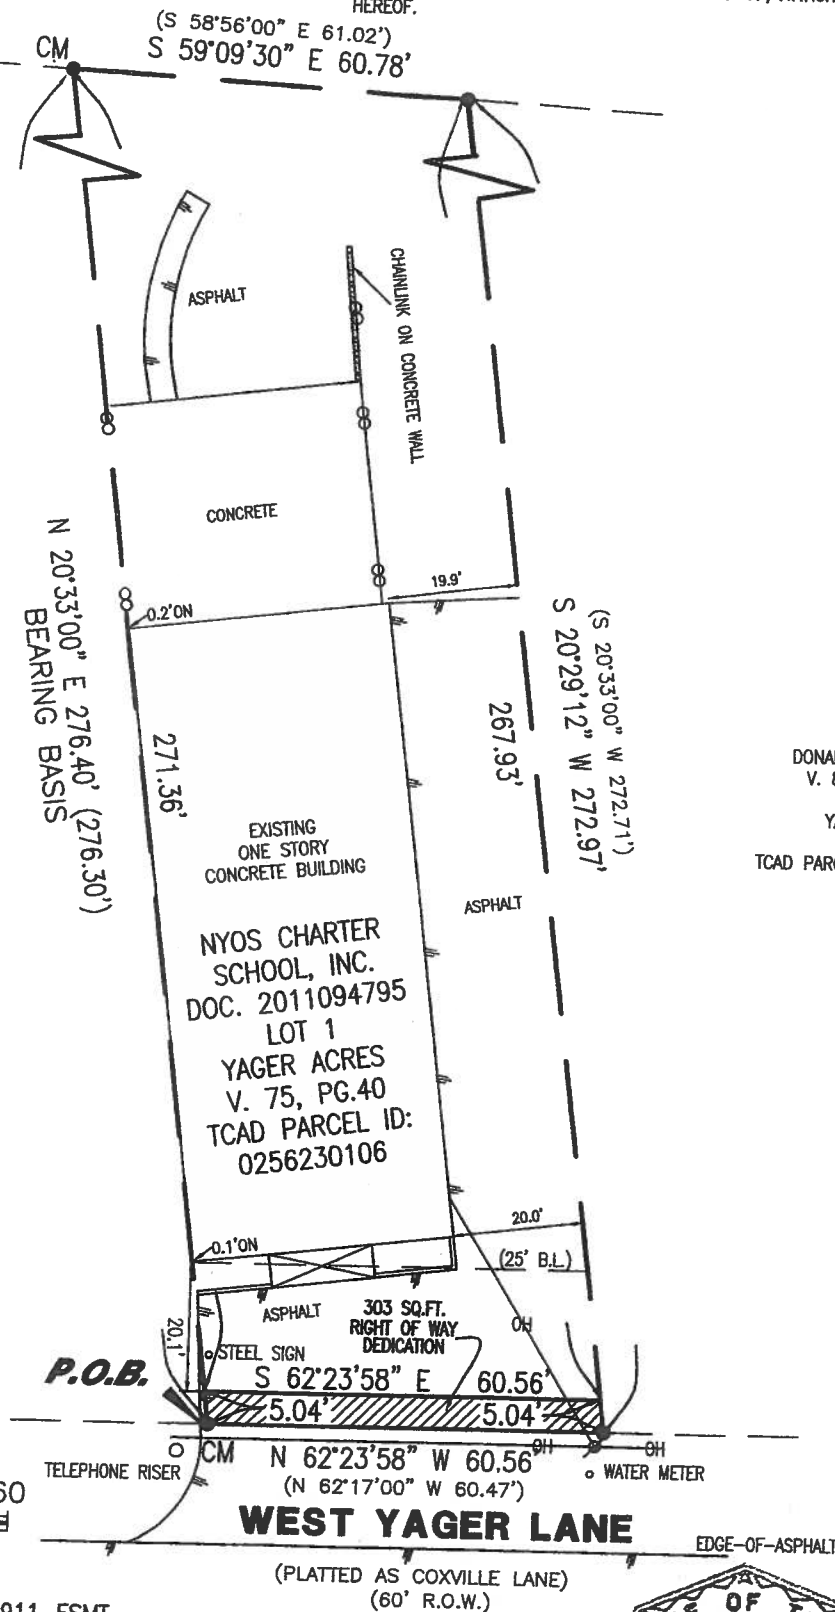 HEREOF.
(S 58°56'00" E 61.02')
S 59°09'30" E 60.78'
CM
ASPHALT
CHAINLINK ON CONCRETE WALL
CONCRETE
19.9'
0.2'ON
N 20°33'00" E 276.40' (276.30')
BEARING BASIS
271.36'
267.93'
(S 20°33'00" W 272.71')
S 20°29'12" W 272.97'
V. 8
TCAD
EXISTING
ONE STORY
CONCRETE BUILDING
ASPHALT
NYOS CHARTER
SCHOOL, INC.
DOC. 2011094795
LOT 1
YAGER ACRES
V. 75, PG.40
TCAD PARCEL ID:
0256230106
20.0'
0.1'ON
(25' B.L.)
ASPHALT
303 SQ.FT.
RIGHT OF WAY
DEDICATION
OH
20.1'
STEEL SIGN
P.O.B.
S 62°23'58" E 60.56'
5.04' 5.04'
CM
N 62°23'58" W 60.56'
OH OH
TELEPHONE RISER
(N 62°17'00" W 60.47')
WATER METER
60
WEST YAGER LANE
EDGE-OF-ASPHALT
(PLATTED AS COXVILLE LANE)
(60' R.O.W.)
OF
911 ESMT